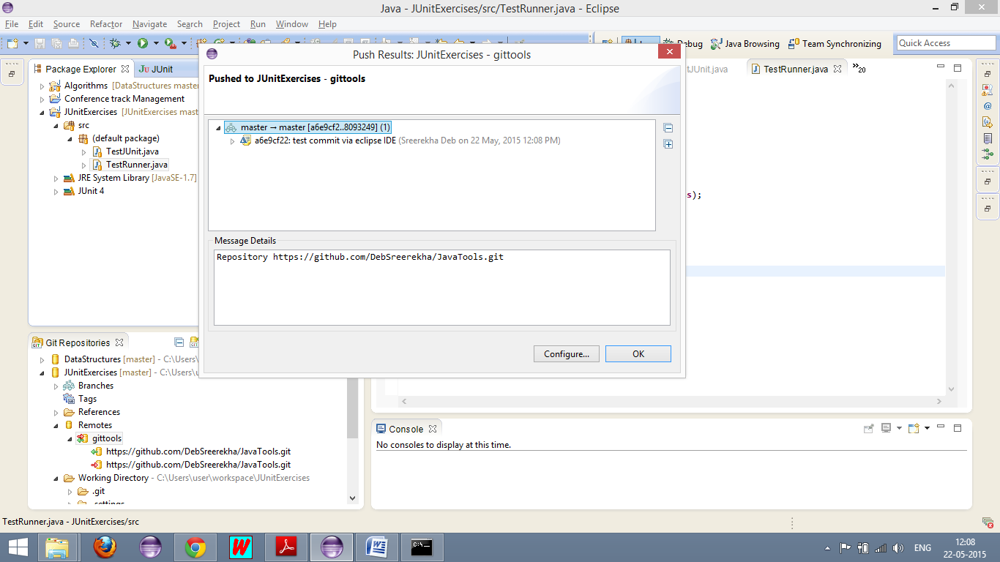 Java - JUnitExercises/src/TestRunner.java - Eclipse
File Edit Source Refactor Navigate Search Project Run Window Help
Debug Java Browsing Team Synchronizing
Quick Access
Package Explorer JUnit
Algorithms [DataStructures master
Conference track Management
JUnitExercises [JUnitExercises mast
src
(default package)
TestJUnit.java
TestRunner.java
JRE System Library [JavaSE-1.7]
JUnit 4
Push Results: JUnitExercises - gittools
Pushed to JUnitExercises - gittools
master → master [a6e9cf2..8093249] (1)
a6e9cf22: test commit via eclipse IDE (Sreerekha Deb on 22 May, 2015 12:08 PM)
Message Details
Repository https://github.com/DebSreerekha/JavaTools.git
Configure... OK
tJUnit.java TestRunner.java »20
s);
Git Repositories
DataStructures [master] - C:\Users\
JUnitExercises [master] - C:\Users\u
Branches
Tags
References
Remotes
gittools
https://github.com/DebSreerekha/JavaTools.git
https://github.com/DebSreerekha/JavaTools.git
Working Directory - C:\Users\user\workspace\JUnitExercises
.git
.settings
Console
No consoles to display at this time.
TestRunner.java - JUnitExercises/src
ENG
12:08
22-05-2015